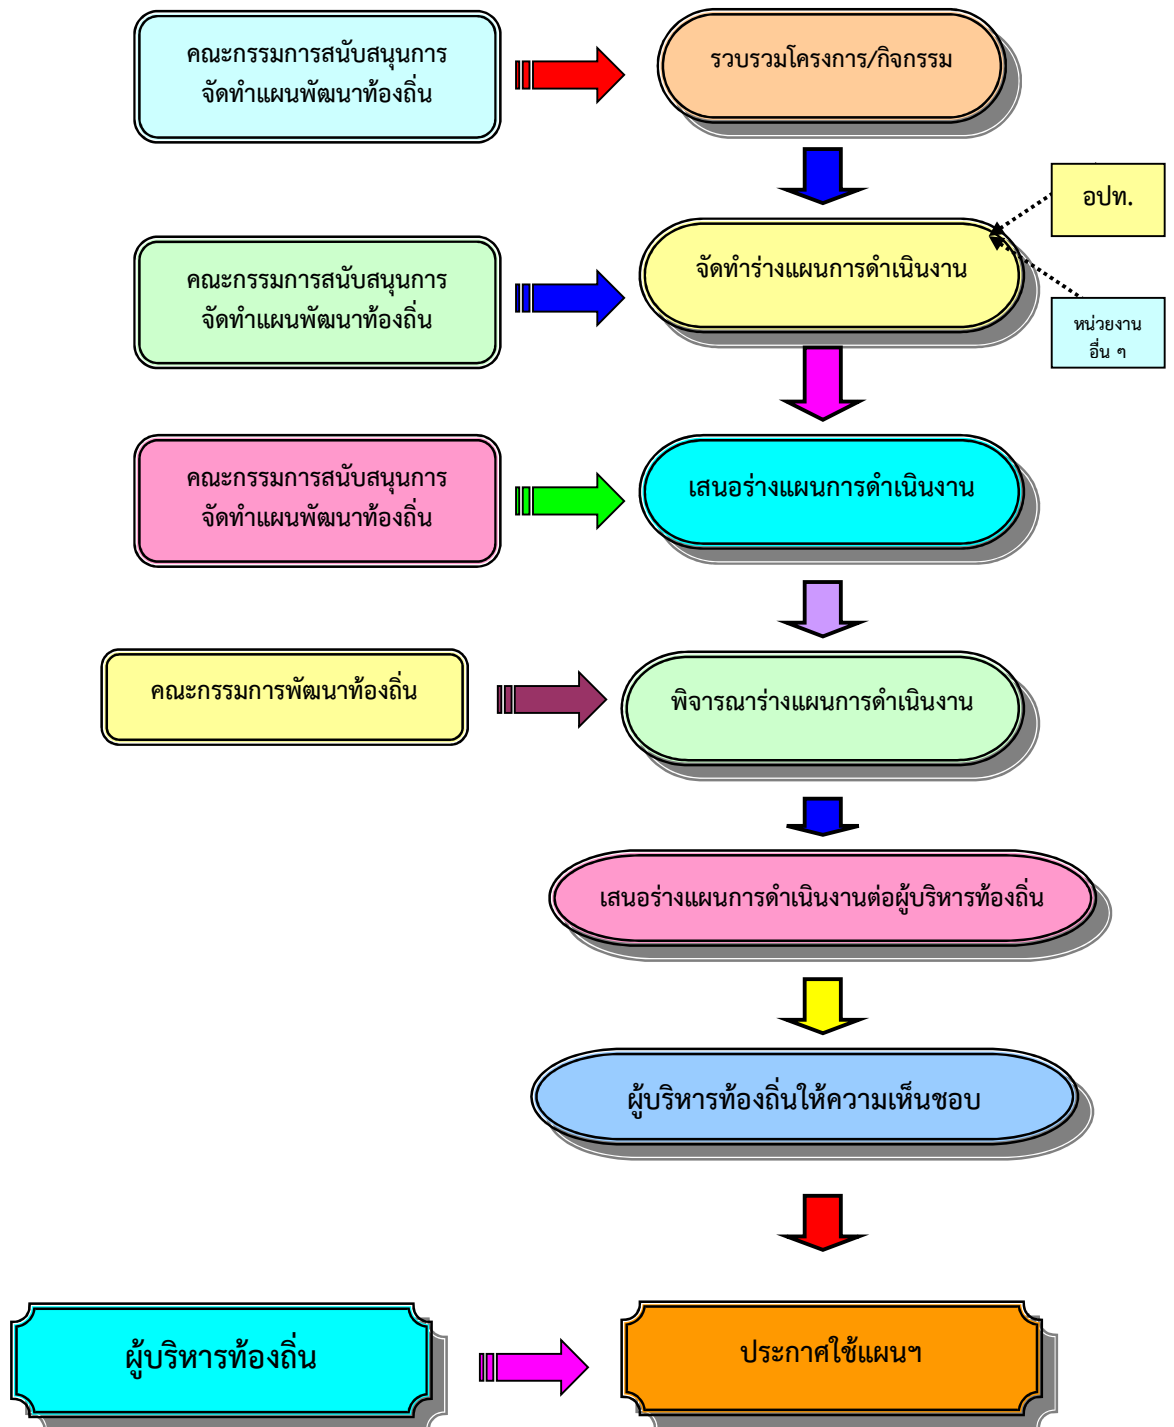 คณะกรรมการสนับสนุนการ
จัดทำแผนพัฒนาท้องถิ่น
รวบรวมโครงการ/กิจกรรม
อปท.
คณะกรรมการสนับสนุนการ
จัดทำแผนพัฒนาท้องถิ่น
จัดทำร่างแผนการดำเนินงาน
หน่วยงาน
อื่น ๆ
คณะกรรมการสนับสนุนการ
จัดทำแผนพัฒนาท้องถิ่น
เสนอร่างแผนการดำเนินงาน
คณะกรรมการพัฒนาท้องถิ่น
พิจารณาร่างแผนการดำเนินงาน
เสนอร่างแผนการดำเนินงานต่อผู้บริหารท้องถิ่น
ผู้บริหารท้องถิ่นให้ความเห็นชอบ
ผู้บริหารท้องถิ่น
ประกาศใช้แผนฯ